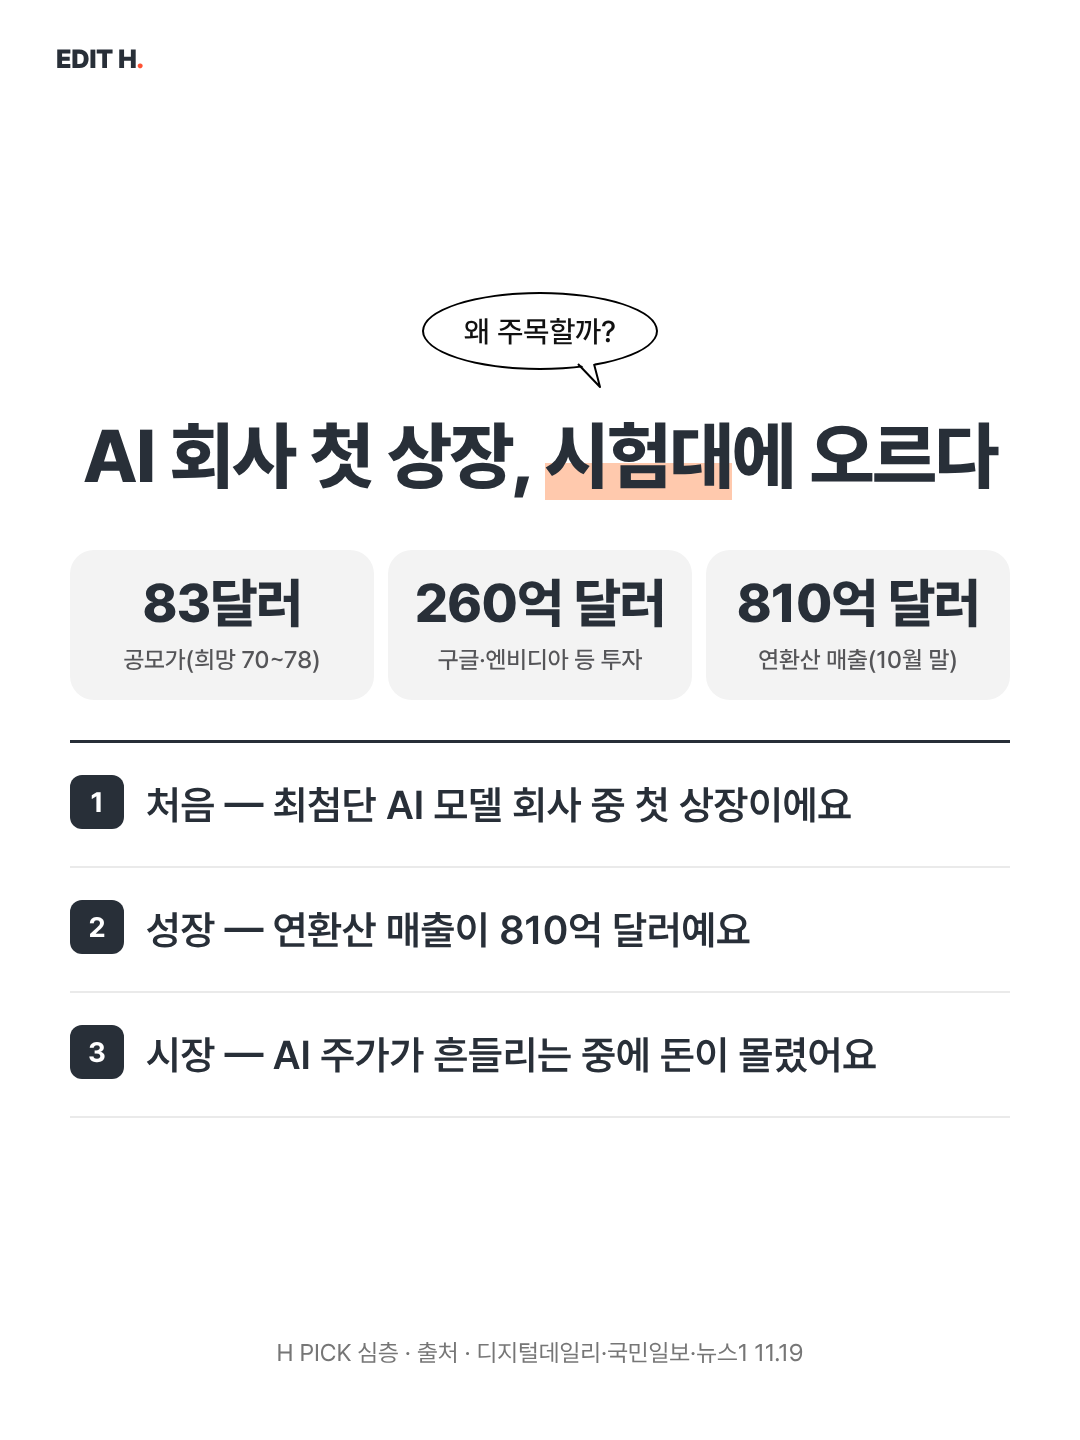 EDIT H.
왜 주목할까?
AI 회사 첫 상장, 시험대에 오르다
83달러
공모가(희망 70~78)
260억 달러
구글·엔비디아 등 투자
810억 달러
연환산 매출(10월 말)
1 처음 — 최첨단 AI 모델 회사 중 첫 상장이에요
2 성장 — 연환산 매출이 810억 달러예요
3 시장 — AI 주가가 흔들리는 중에 돈이 몰렸어요
H PICK 심층 · 출처 · 디지털데일리·국민일보·뉴스1 11.19